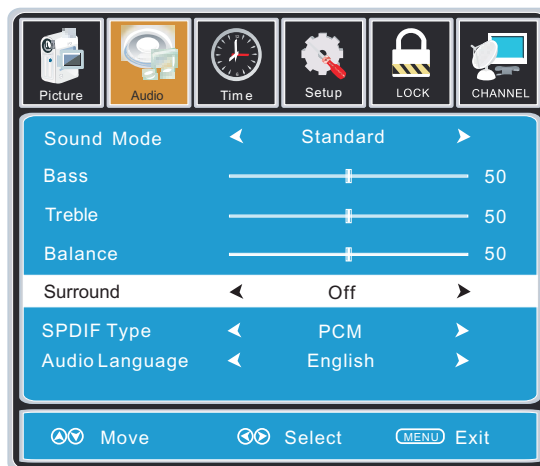 Picture Audio Time Setup LOCK CHANNEL
Sound Mode Standard
Bass 50
Treble 50
Balance 50
Surround Off
SPDIF Type PCM
Audio Language English
Move Select MENU Exit